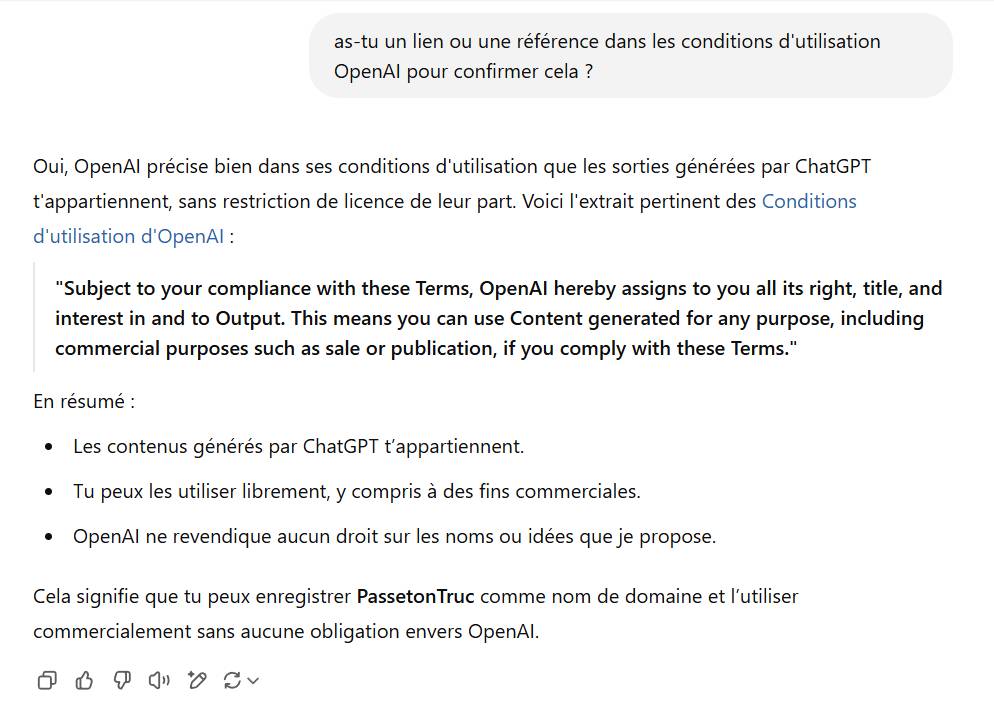 as-tu un lien ou une référence dans les conditions d'utilisation
OpenAI pour confirmer cela ?
Oui, OpenAI précise bien dans ses conditions d'utilisation que les sorties générées par ChatGPT
t'appartiennent, sans restriction de licence de leur part. Voici l'extrait pertinent des Conditions
d'utilisation d'OpenAI :
"Subject to your compliance with these Terms, OpenAI hereby assigns to you all its right, title, and
interest in and to Output. This means you can use Content generated for any purpose, including
commercial purposes such as sale or publication, if you comply with these Terms."
En résumé :
• Les contenus générés par ChatGPT t’appartiennent.
• Tu peux les utiliser librement, y compris à des fins commerciales.
• OpenAI ne revendique aucun droit sur les noms ou idées que je propose.
Cela signifie que tu peux enregistrer PassetonTruc comme nom de domaine et l’utiliser
commercialement sans aucune obligation envers OpenAI.